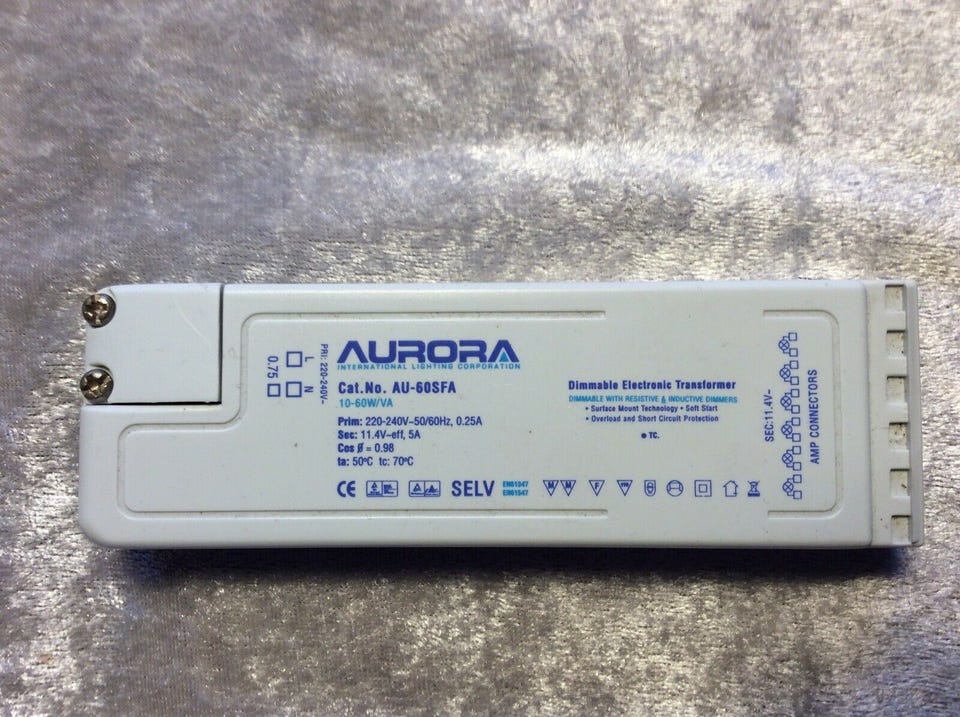 AURORA
INTERNATIONAL LIGHTING CORPORATION
Cat.No. AU-60SFA
10-60W/VA
Prim: 220-240V~50/60Hz, 0.25A
Sec: 11.4V~eff, 5A
Cos Ø = 0.98
ta: 50ºC tc: 70ºC
CE
SELV
EN61347
EN61547
M M F 110
PRI: 220-240V~
L
N
0.75
Dimmable Electronic Transformer
DIMMABLE WITH RESISTIVE & INDUCTIVE DIMMERS
• Surface Mount Technology • Soft Start
• Overload and Short Circuit Protection
● TC.
SEC:11.4V~
AMP CONNECTORS